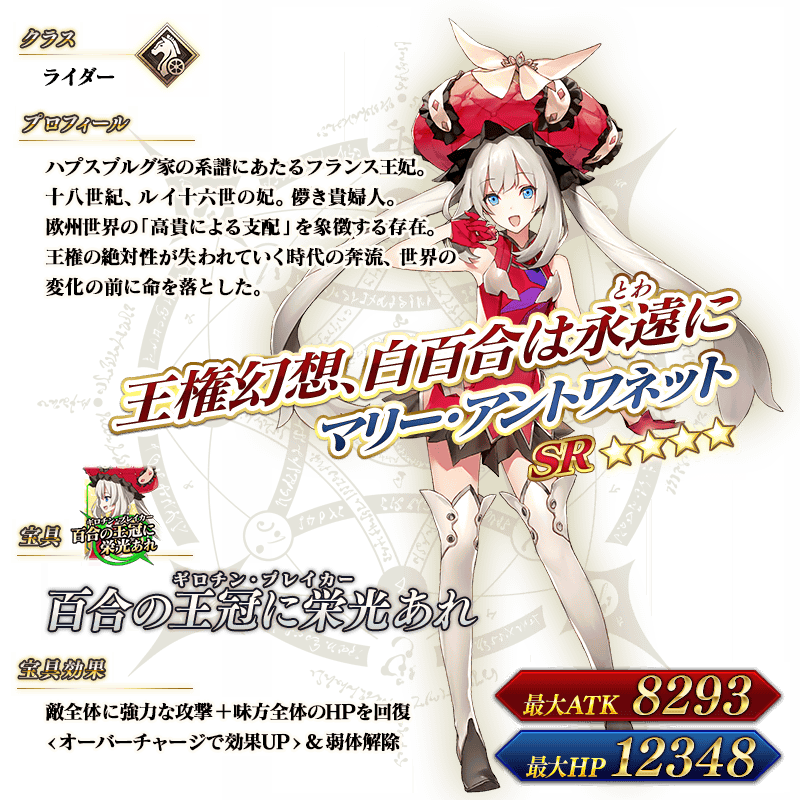 クラス
ライダー
プロフィール
ハプスブルグ家の系譜にあたるフランス王妃。
十八世紀、ルイ十六世の妃。儚き貴婦人。
欧州世界の「高貴による支配」を象徴する存在。
王権の絶対性が失われていく時代の奔流、世界の
変化の前に命を落とした。
とわ
王権幻想、白百合は永遠に
マリー・アントワネット
SR ☆☆☆☆
宝具
ギロチン・ブレイカー
百合の王冠に
栄光あれ
ギロチン・ブレイカー
百合の王冠に栄光あれ
宝具効果
敵全体に強力な攻撃+味方全体のHPを回復
<オーバーチャージで効果UP>&弱体解除
最大ATK 8293
最大HP 12348